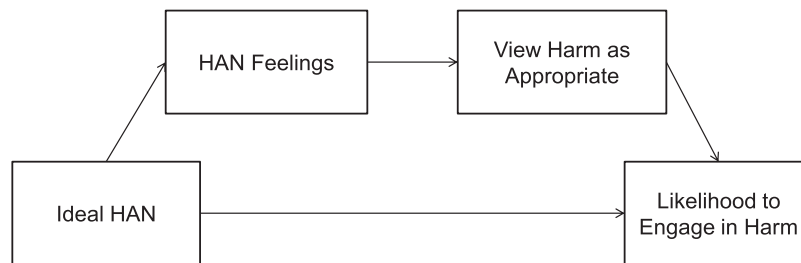 HAN Feelings
View Harm as
Appropriate
Ideal HAN
Likelihood to
Engage in Harm